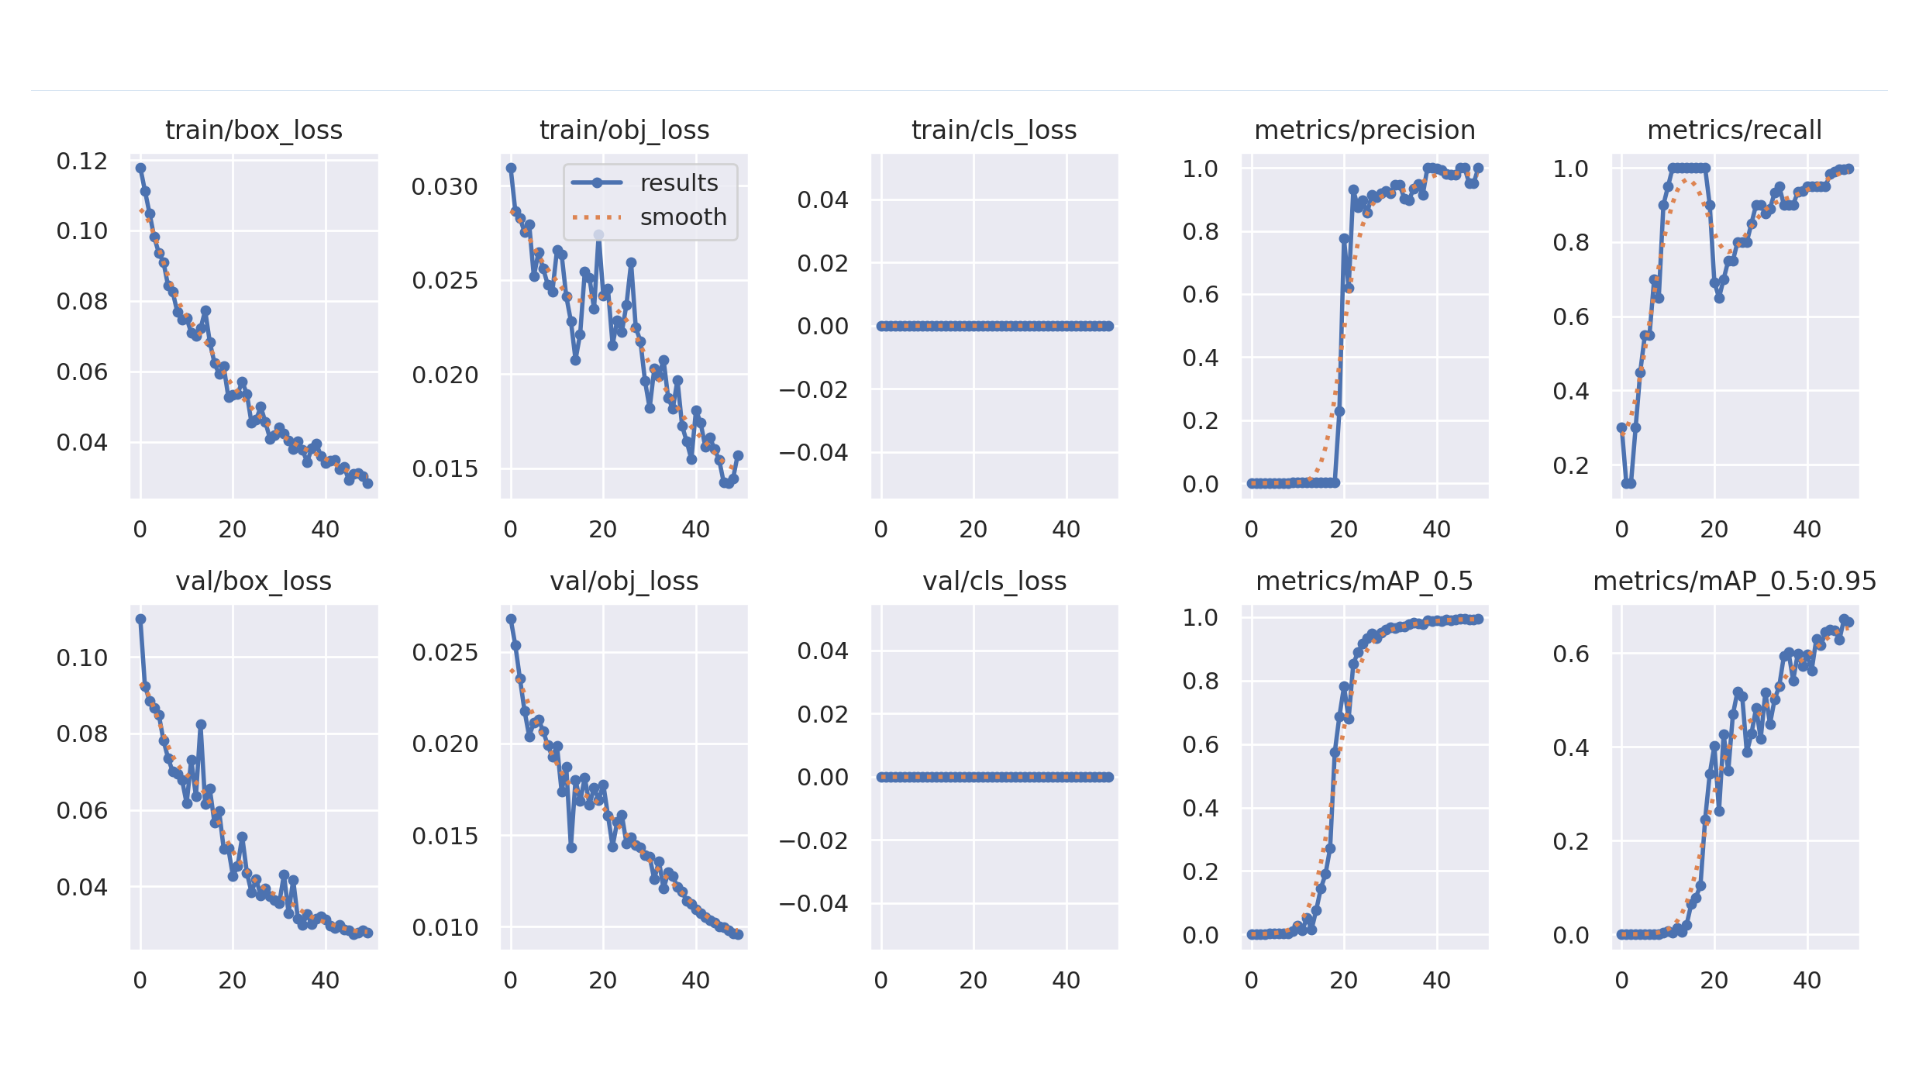 train/box_loss
train/obj_loss
train/cls_loss
metrics/precision
metrics/recall
0.12
0.10
0.08
0.06
0.04
0 20 40
0.030
0.025
0.020
0.015
results
smooth
0 20 40
0.04
0.02
0.00
−0.02
−0.04
0 20 40
1.0
0.8
0.6
0.4
0.2
0.0
0 20 40
1.0
0.8
0.6
0.4
0.2
0 20 40
val/box_loss
val/obj_loss
val/cls_loss
metrics/mAP_0.5
metrics/mAP_0.5:0.95
0.10
0.08
0.06
0.04
0 20 40
0.025
0.020
0.015
0.010
0 20 40
0.04
0.02
0.00
−0.02
−0.04
0 20 40
1.0
0.8
0.6
0.4
0.2
0.0
0 20 40
0.6
0.4
0.2
0.0
0 20 40